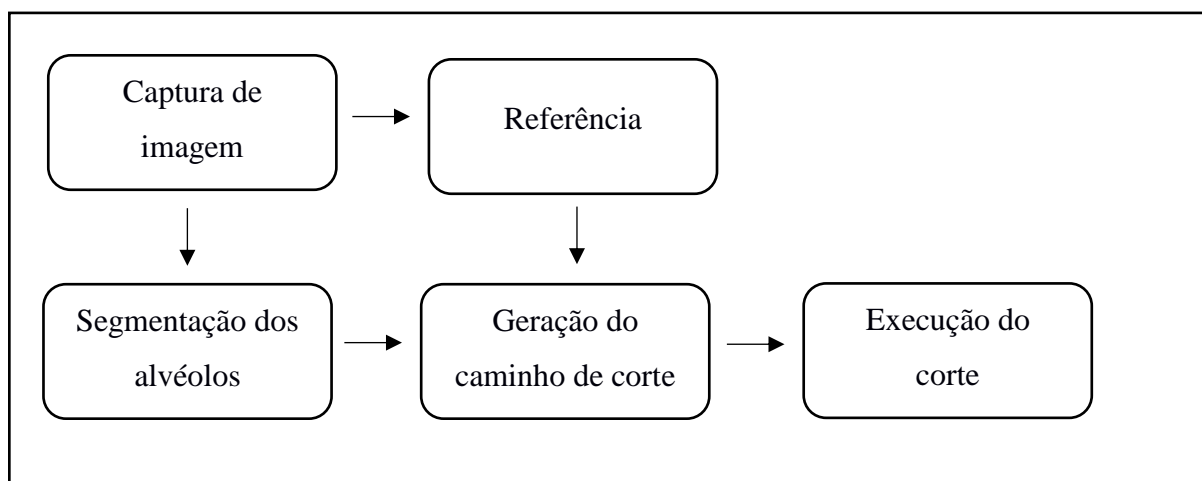 Captura de
imagem
Referência
Segmentação dos
alvéolos
Geração do
caminho de corte
Execução do
corte